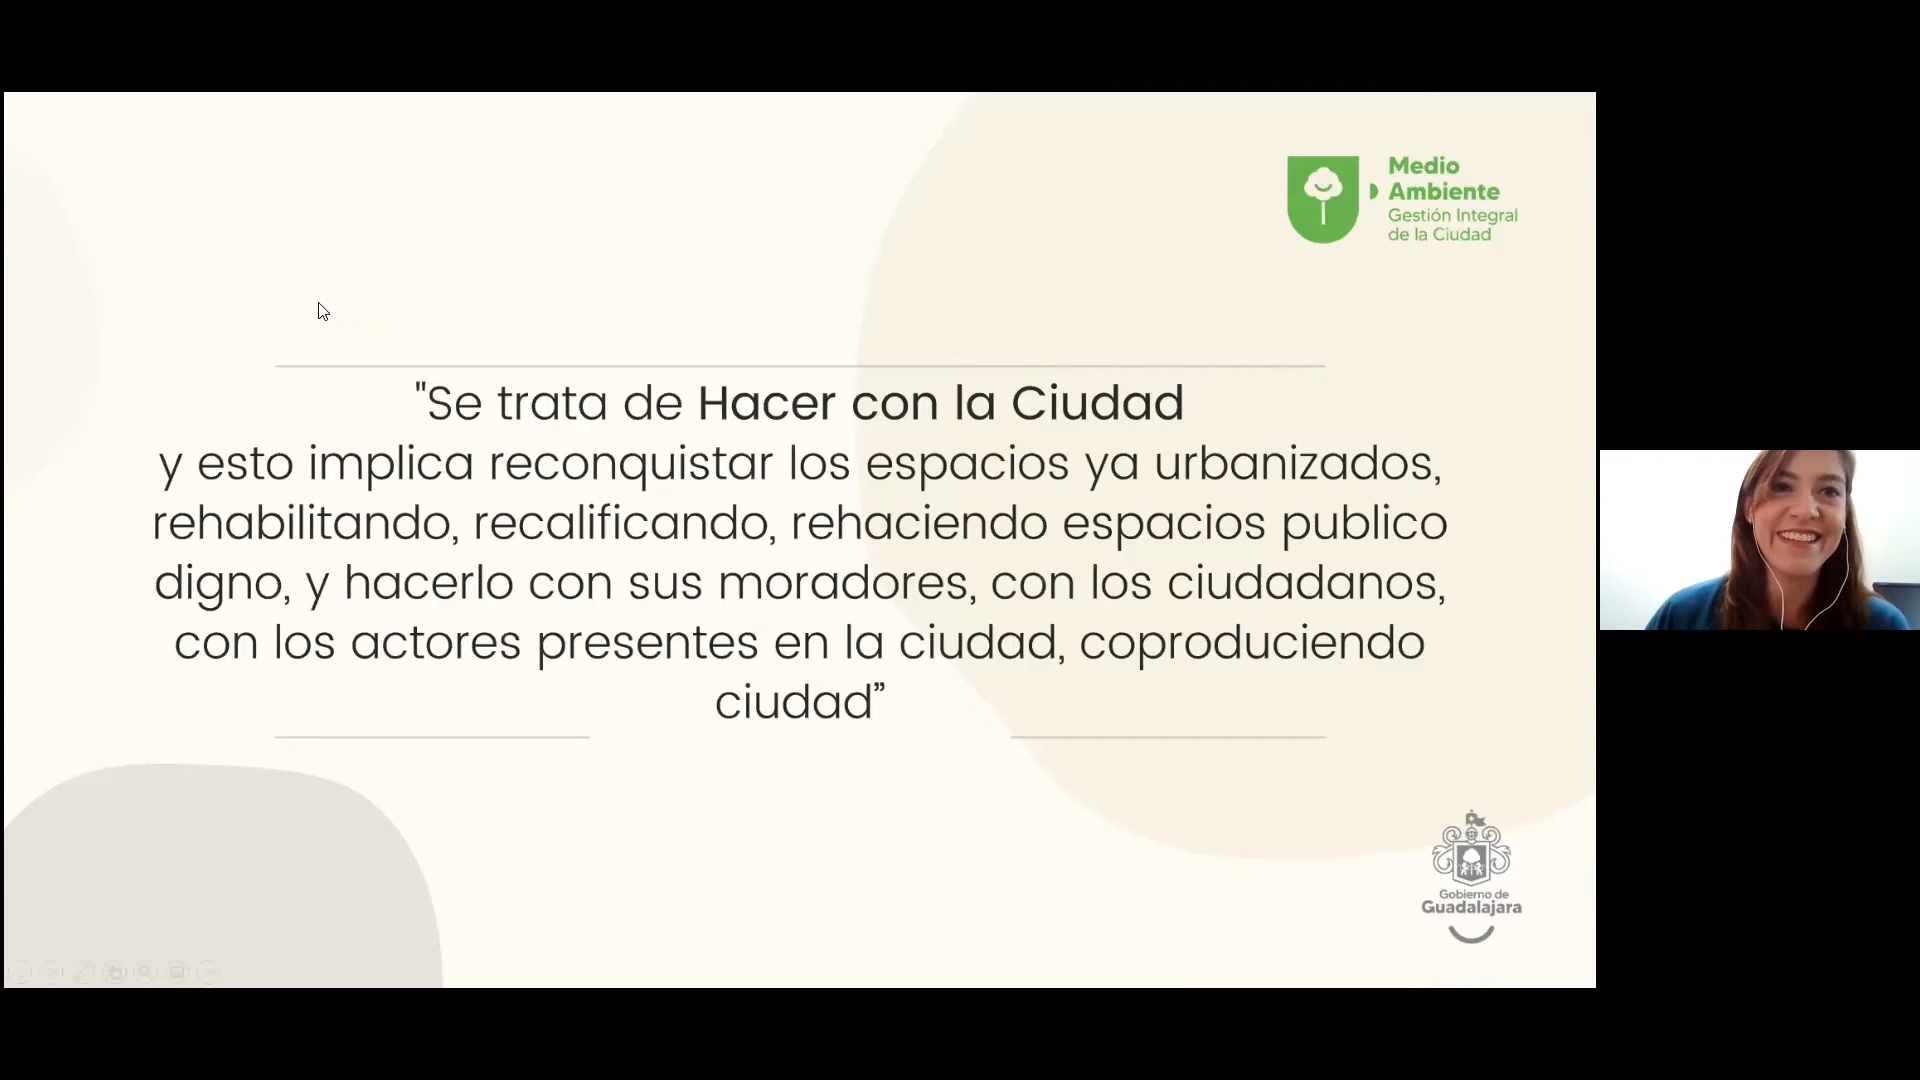 Medio
Ambiente
Gestión Integral
de la Ciudad
"Se trata de Hacer con la Ciudad
y esto implica reconquistar los espacios ya urbanizados,
rehabilitando, recalificando, rehaciendo espacios publico
digno, y hacerlo con sus moradores, con los ciudadanos,
con los actores presentes en la ciudad, coproduciendo
ciudad”
Gobierno de
Guadalajara